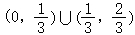 (0, 1/3)∪(1/3, 2/3)